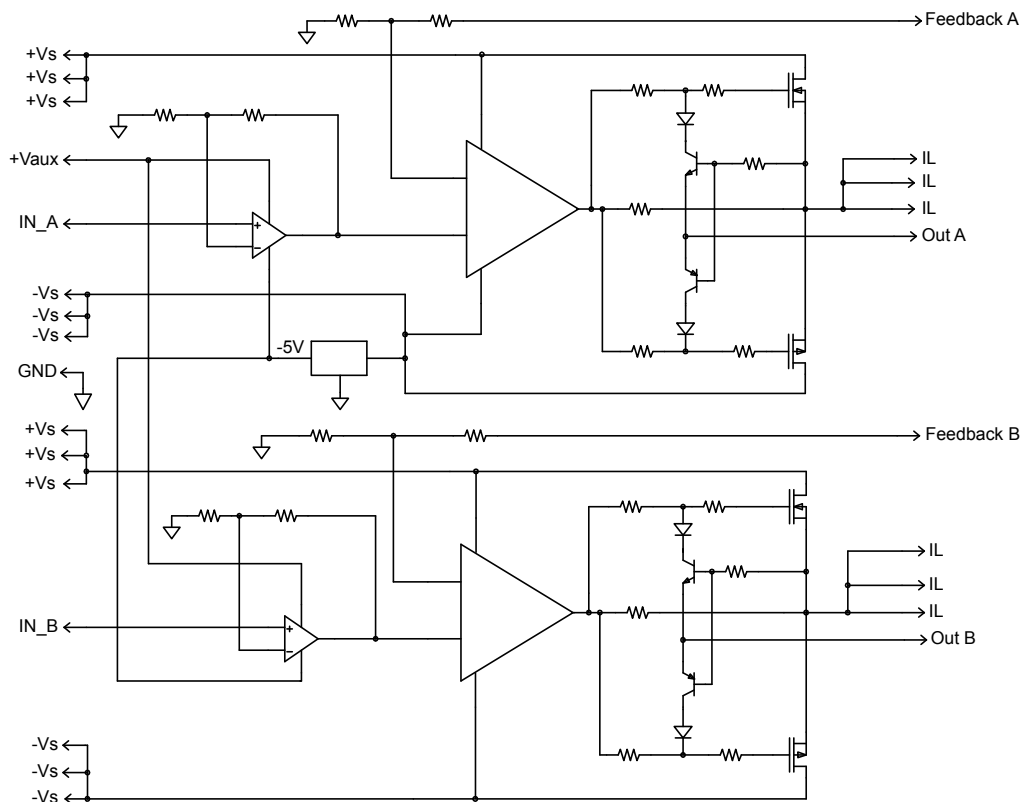 Feedback A
+Vs
+Vs
+Vs
+Vaux
IL
IL
IL
IN_A
+
−
Out A
-Vs
-Vs
-Vs
-5V
GND
+Vs
+Vs
+Vs
Feedback B
IL
IL
IL
IN_B
+
−
Out B
-Vs
-Vs
-Vs